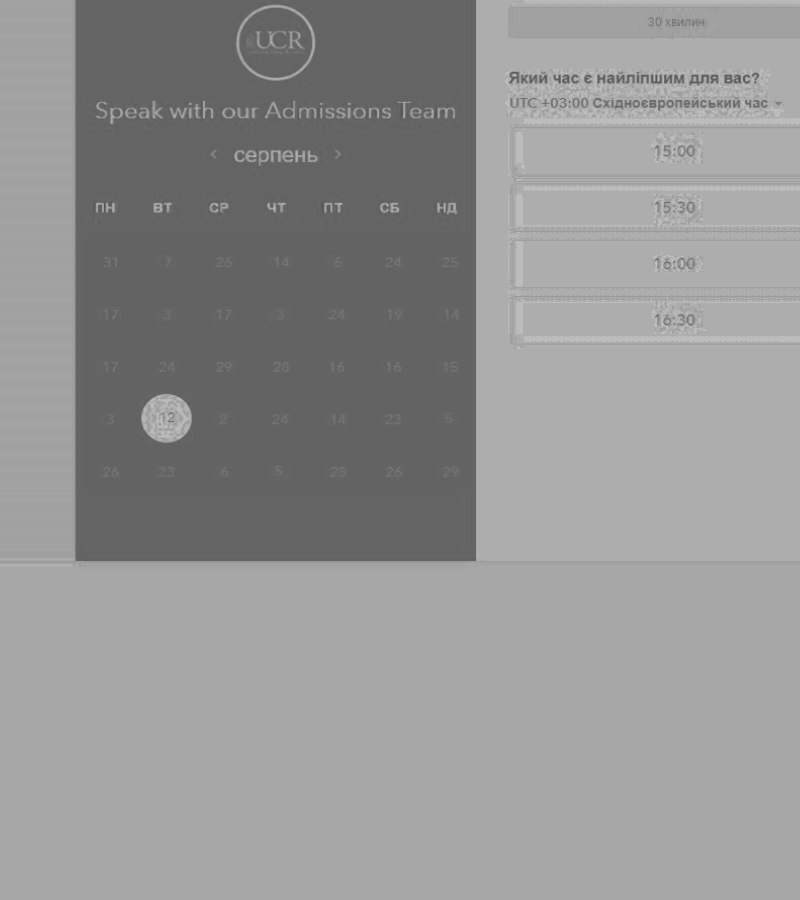 UCR
Speak with our Admissions Team
< серпень >
ПН ВТ СР ЧТ ПТ СБ НД
31 7 26 14 6 24 25
17 3 17 3 24 19 14
17 24 29 28 16 16 15
3 12 2 24 14 23 5
26 23 6 5 28 26 29
30 хвилин
Який час є найліпшим для вас?
UTC +03:00 Східноєвропейський час
15:00
15:30
16:00
16:30